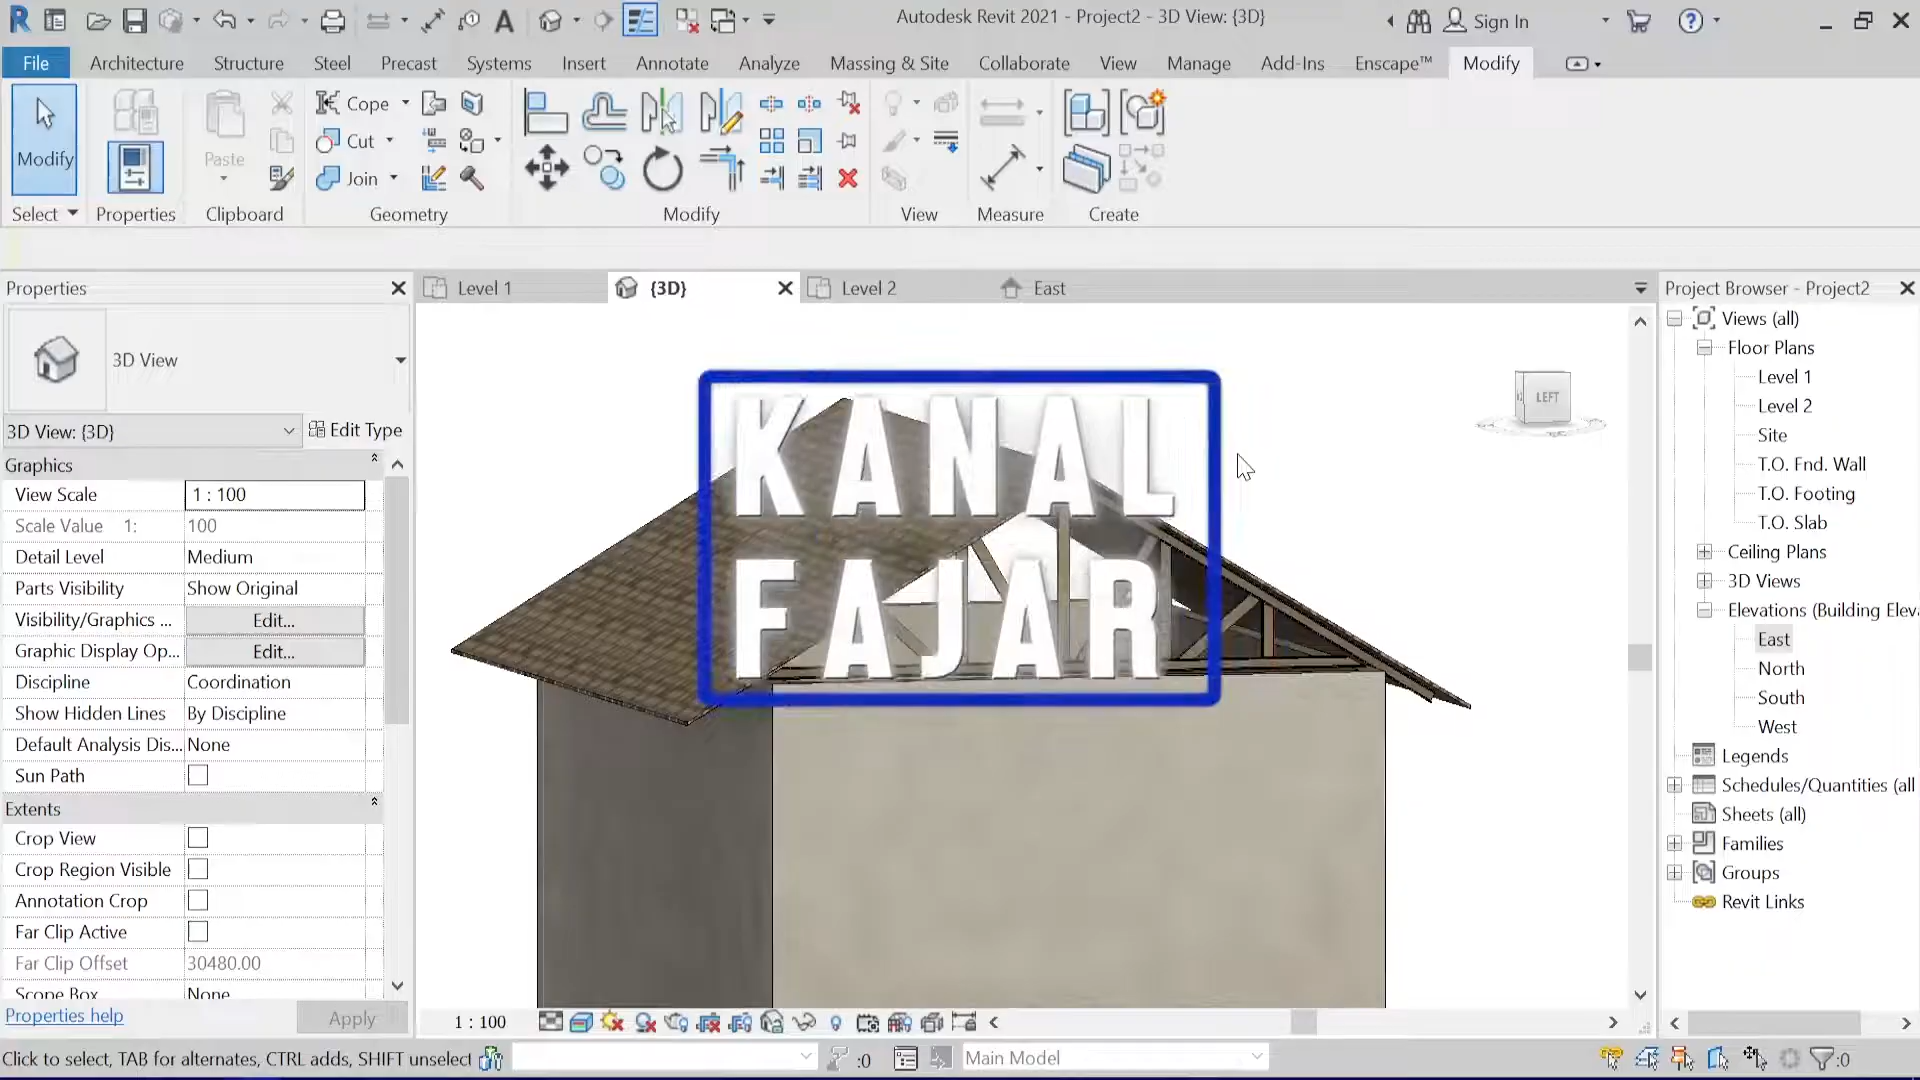 Autodesk Revit 2021 - Project2 - 3D View: {3D}
Sign In
File
Architecture
Structure
Steel
Precast
Systems
Insert
Annotate
Analyze
Massing & Site
Collaborate
View
Manage
Add-Ins
Enscape™
Modify
Modify
Paste
Cope
Cut
Join
Select
Properties
Clipboard
Geometry
Modify
View
Measure
Create
Properties
3D View
3D View: {3D}
Edit Type
Graphics
View Scale 1 : 100
Scale Value 1: 100
Detail Level Medium
Parts Visibility Show Original
Visibility/Graphics ... Edit...
Graphic Display Op... Edit...
Discipline Coordination
Show Hidden Lines By Discipline
Default Analysis Dis... None
Sun Path
Extents
Crop View
Crop Region Visible
Annotation Crop
Far Clip Active
Far Clip Offset 30480.00
Scope Box None
Properties help
Apply
Level 1
{3D}
Level 2
East
LEFT
KANAL
FAJAR
1 : 100
Project Browser - Project2
Views (all)
Floor Plans
Level 1
Level 2
Site
T.O. Fnd. Wall
T.O. Footing
T.O. Slab
Ceiling Plans
3D Views
Elevations (Building Eleva
East
North
South
West
Legends
Schedules/Quantities (all
Sheets (all)
Families
Groups
Revit Links
Click to select, TAB for alternates, CTRL adds, SHIFT unselect
:0
Main Model
:0